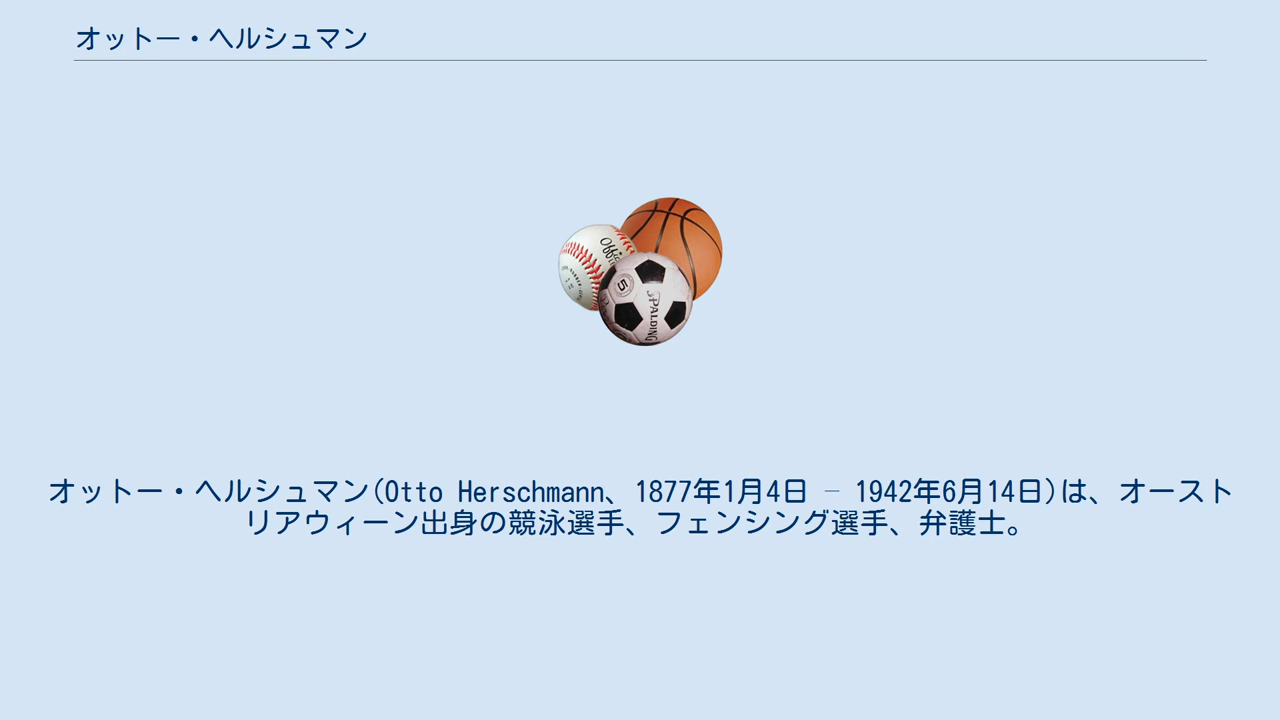 オットー・ヘルシュマン
Offic
5
SPALDING
オットー・ヘルシュマン(Otto Herschmann、1877年1月4日 – 1942年6月14日)は、オースト
リアウィーン出身の競泳選手、フェンシング選手、弁護士。